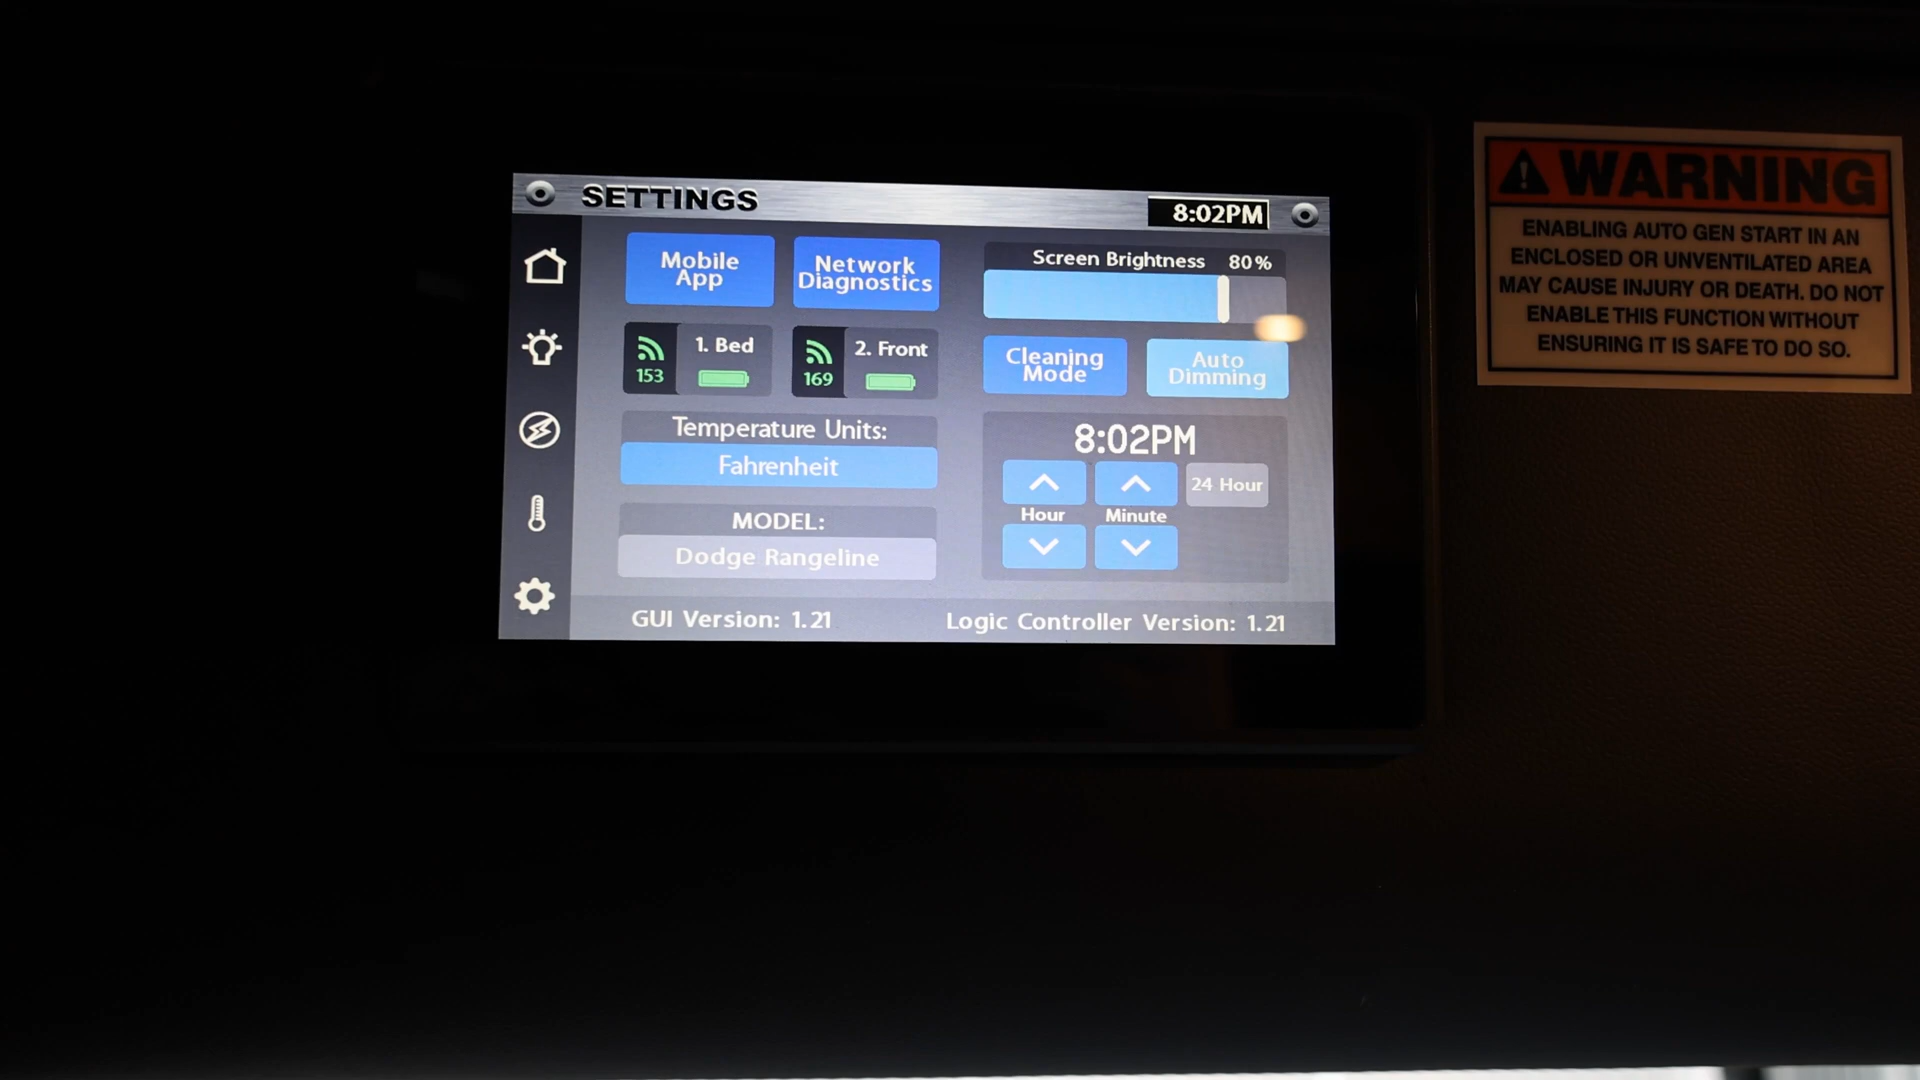 SETTINGS
8:02PM
Mobile
App
Network
Diagnostics
Screen Brightness 80%
153
1. Bed
169
2. Front
Cleaning
Mode
Auto
Dimming
Temperature Units:
Fahrenheit
8:02PM
24 Hour
Hour
Minute
MODEL:
Dodge Rangeline
GUI Version: 1.21
Logic Controller Version: 1.21
WARNING
ENABLING AUTO GEN START IN AN
ENCLOSED OR UNVENTILATED AREA
MAY CAUSE INJURY OR DEATH. DO NOT
ENABLE THIS FUNCTION WITHOUT
ENSURING IT IS SAFE TO DO SO.